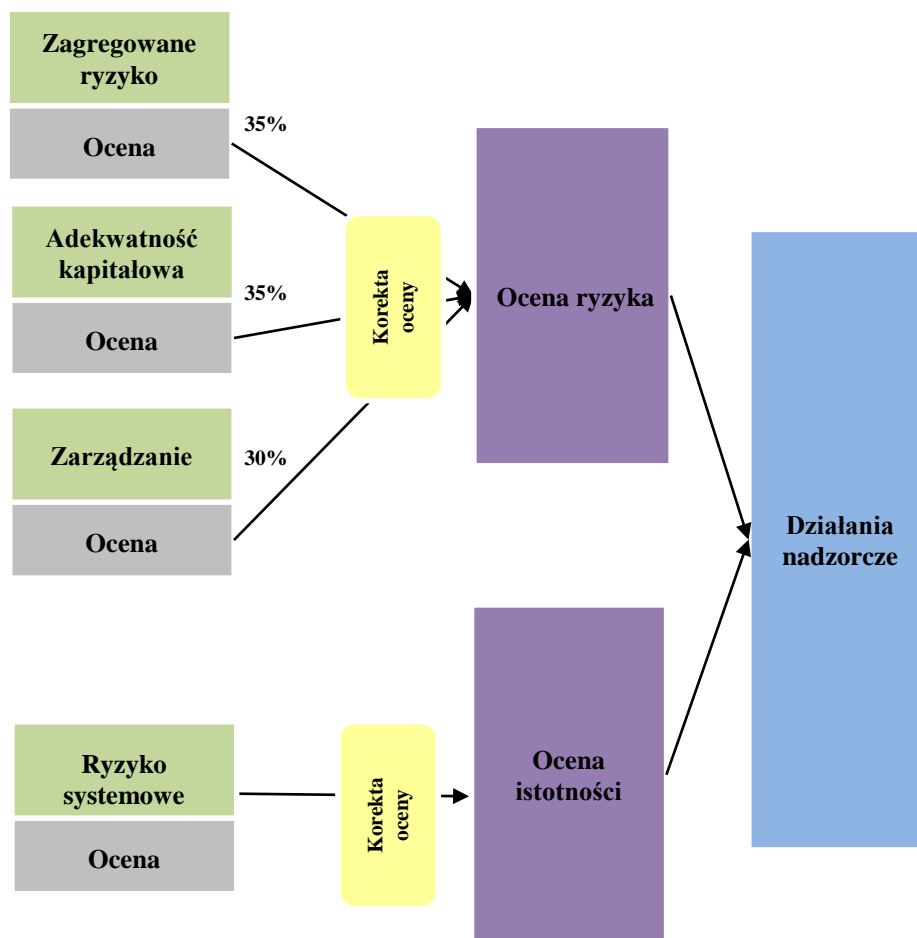 Zagregowane
ryzyko
35%
Ocena
Adekwatność
kapitałowa
35%
Ocena
Zarządzanie
30%
Ocena
Korekta
oceny
Ocena ryzyka
Działania
nadzorcze
Ryzyko
systemowe
Ocena
Korekta
oceny
Ocena
istotności